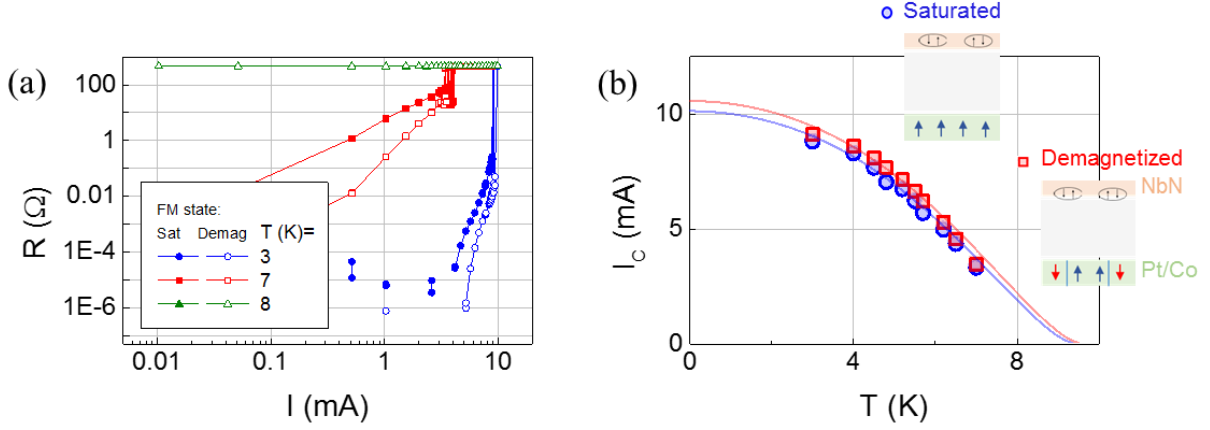 (a)
R (Ω)
100
1
0.01
1E-4
1E-6
FM state:
Sat Demag T (K)=
3
7
8
0.01 0.1 1 10
I (mA)
(b)
Saturated
Demagnetized
NbN
Pt/Co
I_C (mA)
10
5
0
0 4 8
T (K)